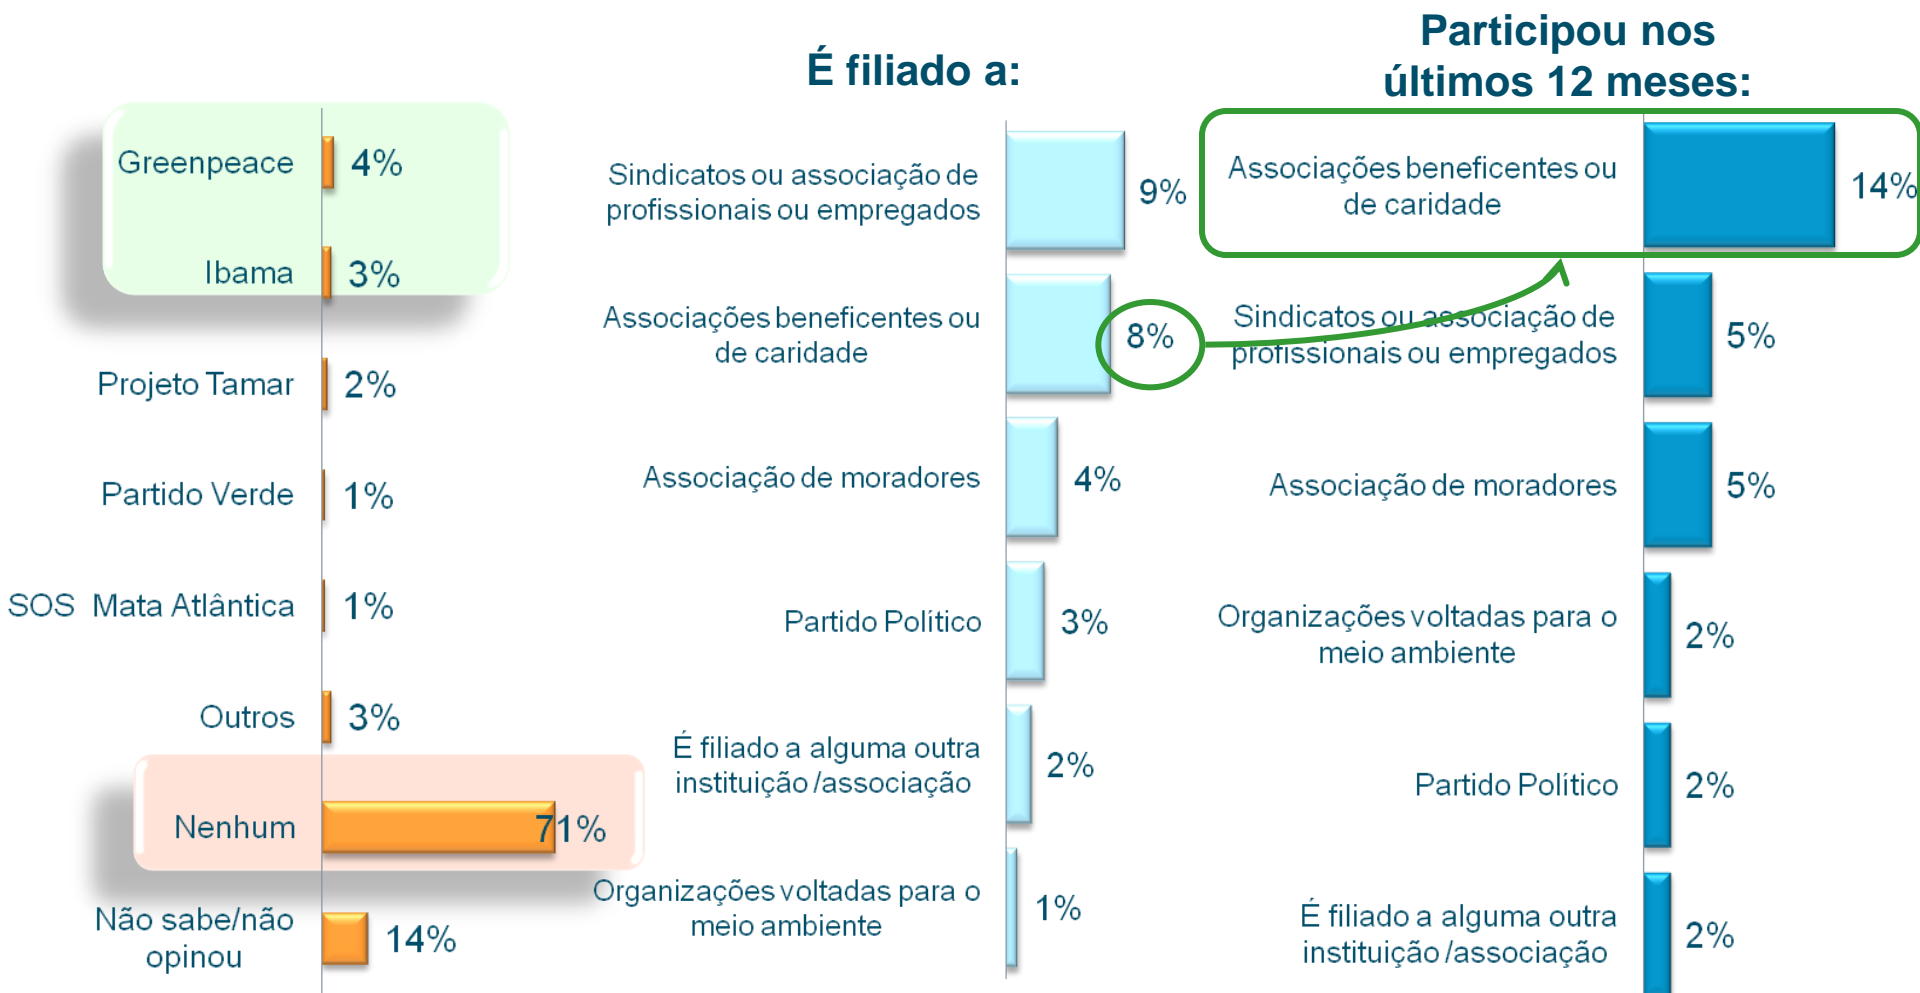 Greenpeace
4%
Ibama
3%
Projeto Tamar
2%
Partido Verde
1%
SOS Mata Atlântica
1%
Outros
3%
Nenhum
71%
Não sabe/não
opinou
14%
É filiado a:
Sindicatos ou associação de
profissionais ou empregados
9%
Associações beneficentes ou
de caridade
8%
Associação de moradores
4%
Partido Político
3%
É filiado a alguma outra
instituição/associação
2%
Organizações voltadas para o
meio ambiente
1%
Participou nos
últimos 12 meses:
Associações beneficentes ou
de caridade
14%
Sindicatos ou associação de
profissionais ou empregados
5%
Associação de moradores
5%
Organizações voltadas para o
meio ambiente
2%
Partido Político
2%
É filiado a alguma outra
instituição/associação
2%